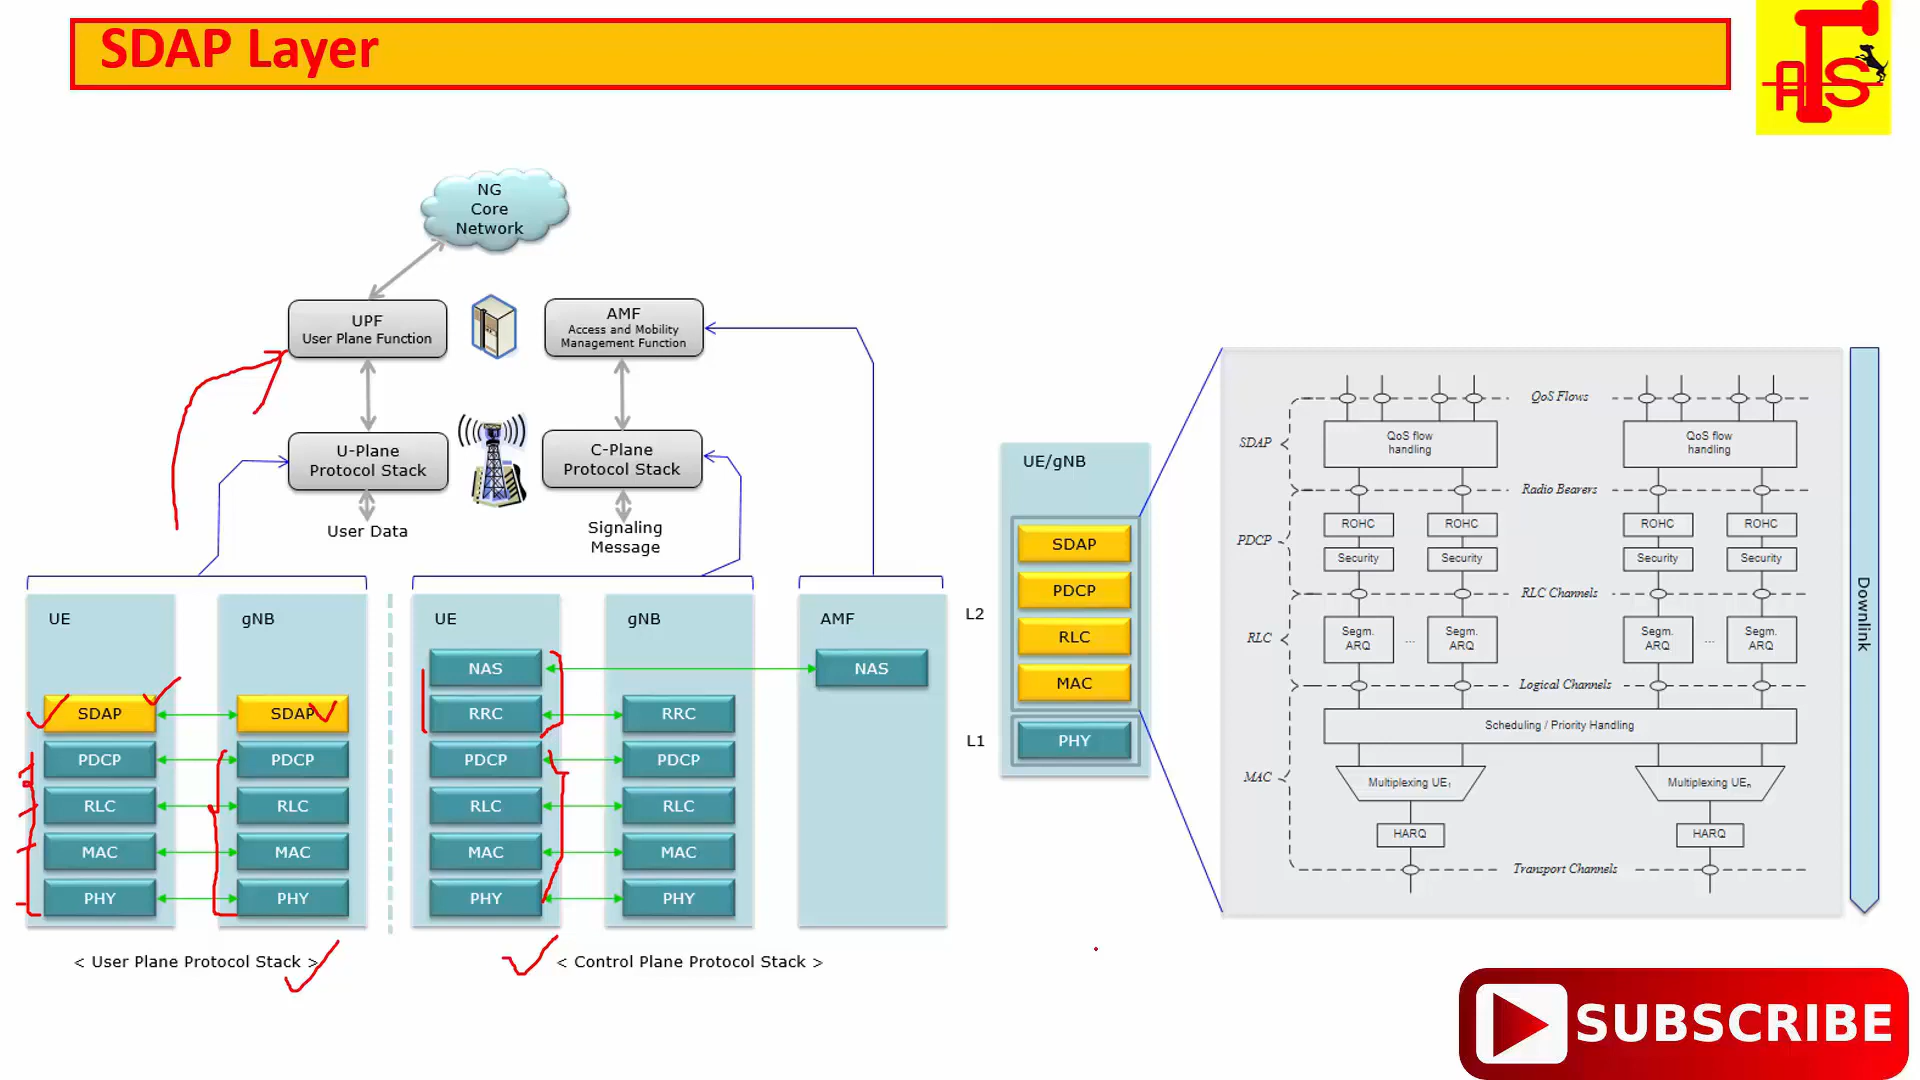 SDAP Layer
AFS
NG
Core
Network
UPF
User Plane Function
AMF
Access and Mobility
Management Function
U-Plane
Protocol Stack
C-Plane
Protocol Stack
User Data
Signaling
Message
UE
gNB
SDAP
SDAP
PDCP
PDCP
RLC
RLC
MAC
MAC
PHY
PHY
< User Plane Protocol Stack >
UE
gNB
AMF
NAS
NAS
RRC
RRC
PDCP
PDCP
RLC
RLC
MAC
MAC
PHY
PHY
< Control Plane Protocol Stack >
UE/gNB
L2
SDAP
PDCP
RLC
MAC
L1
PHY
QoS Flows
SDAP
QoS flow
handling
QoS flow
handling
Radio Bearers
PDCP
ROHC
ROHC
ROHC
ROHC
Security
Security
Security
Security
RLC Channels
RLC
Segm.
ARQ
...
Segm.
ARQ
Segm.
ARQ
...
Segm.
ARQ
Logical Channels
MAC
Scheduling / Priority Handling
Multiplexing UE1
Multiplexing UEn
HARQ
HARQ
Transport Channels
Downlink
SUBSCRIBE